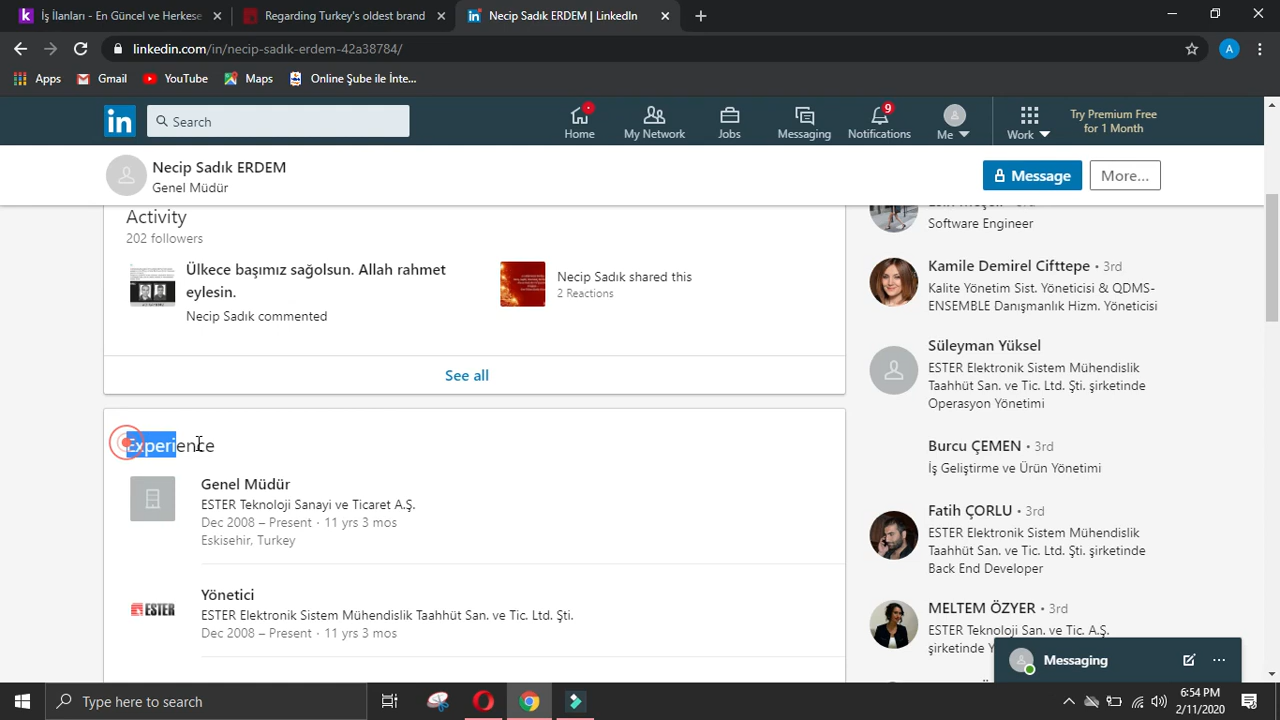 İş İlanları - En Güncel ve Herkese
Regarding Turkey's oldest brand
Necip Sadık ERDEM | LinkedIn
linkedin.com/in/necip-sadık-erdem-42a38784/
A
Apps
Gmail
YouTube
Maps
Online Şube ile İnte...
in
Search
Home
My Network
Jobs
Messaging
9
Notifications
Me
Work
Try Premium Free
for 1 Month
Necip Sadık ERDEM
Genel Müdür
Message
More...
Activity
202 followers
Ülkece başımız sağolsun. Allah rahmet
eylesin.
Necip Sadık commented
Necip Sadık shared this
2 Reactions
See all
Experience
Genel Müdür
ESTER Teknoloji Sanayi ve Ticaret A.Ş.
Dec 2008 – Present · 11 yrs 3 mos
Eskisehir, Turkey
ESTER
Yönetici
ESTER Elektronik Sistem Mühendislik Taahhüt San. ve Tic. Ltd. Şti.
Dec 2008 – Present · 11 yrs 3 mos
Software Engineer
Kamile Demirel Cifttepe • 3rd
Kalite Yönetim Sist. Yöneticisi & QDMS-
ENSEMBLE Danışmanlık Hizm. Yöneticisi
Süleyman Yüksel
ESTER Elektronik Sistem Mühendislik
Taahhüt San. ve Tic. Ltd. Şti. şirketinde
Operasyon Yönetimi
Burcu ÇEMEN • 3rd
İş Geliştirme ve Ürün Yönetimi
Fatih ÇORLU • 3rd
ESTER Elektronik Sistem Mühendislik
Taahhüt San. ve Tic. Ltd. Şti. şirketinde
Back End Developer
MELTEM ÖZYER • 3rd
ESTER Teknoloji San. ve Tic. A.Ş.
şirketinde
Messaging
Type here to search
6:54 PM
2/11/2020